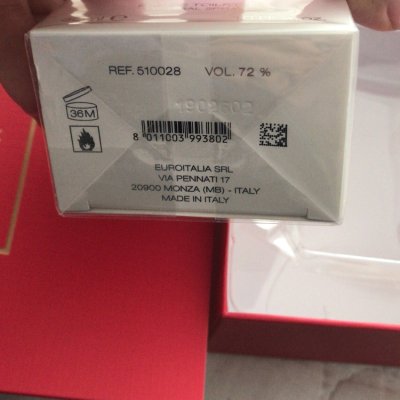 REF. 510028 VOL. 72 %
36M
8 011003 993802
EUROITALIA SRL
VIA PENNATI 17
20900 MONZA (MB) - ITALY
MADE IN ITALY